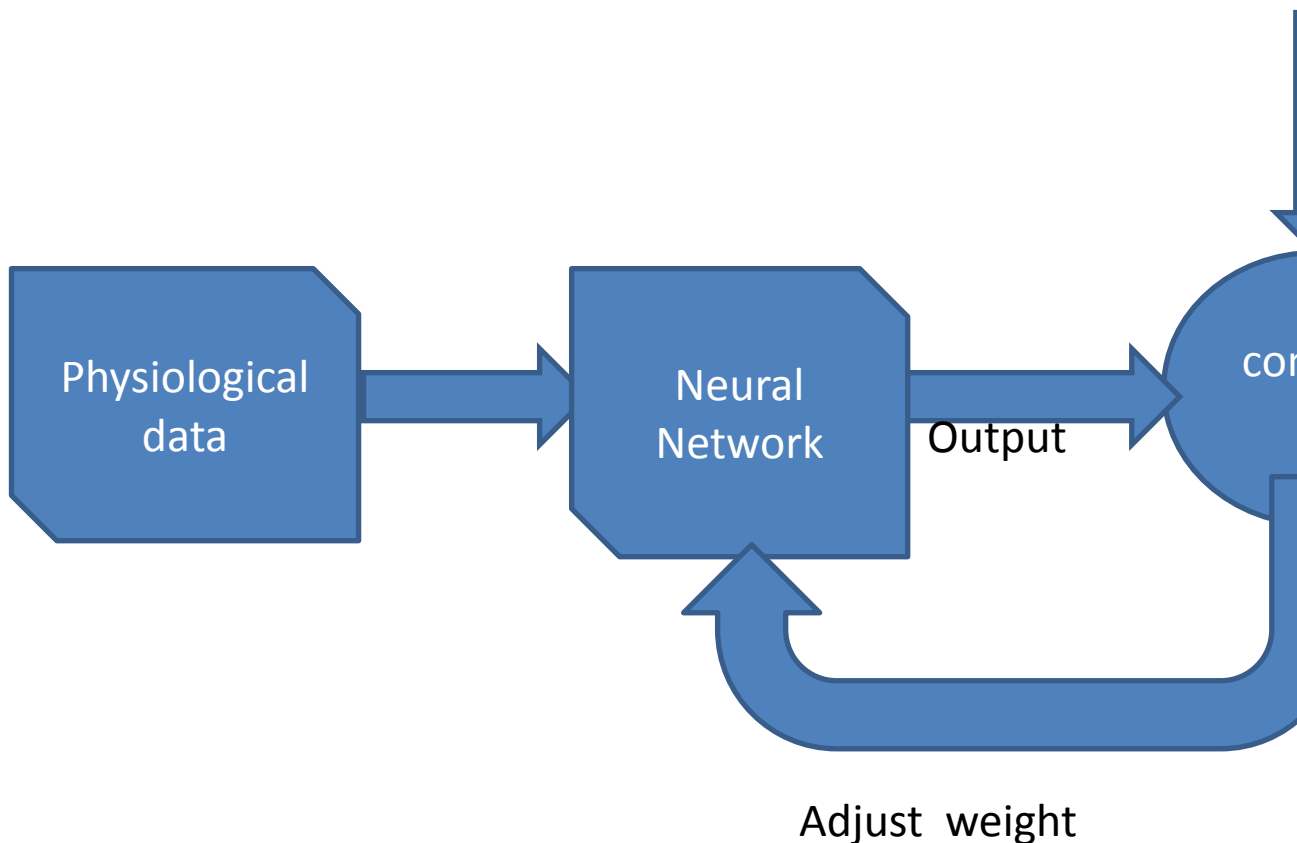 Physiological
data
Neural
Network
Output
Adjust weight